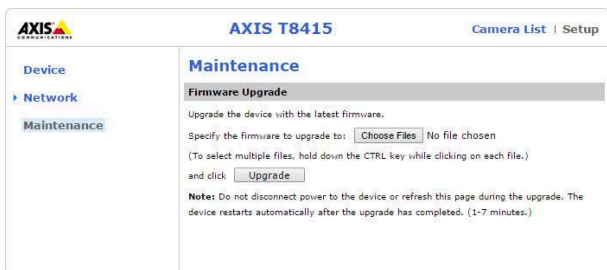 AXIS
COMMUNICATIONS
AXIS T8415
Camera List | Setup
Device
Network
Maintenance
Maintenance
Firmware Upgrade
Upgrade the device with the latest firmware.
Specify the firmware to upgrade to: Choose Files No file chosen
(To select multiple files, hold down the CTRL key while clicking on each file.)
and click Upgrade
Note: Do not disconnect power to the device or refresh this page during the upgrade. The
device restarts automatically after the upgrade has completed. (1-7 minutes.)